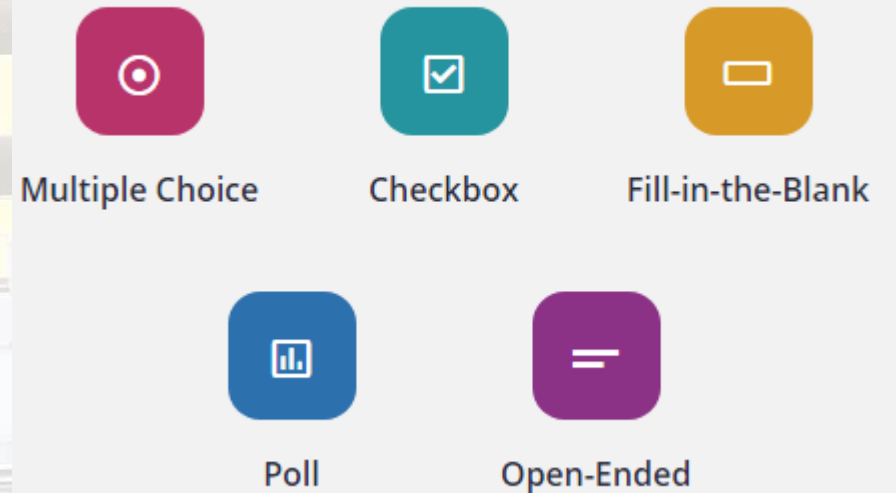 Multiple Choice
Checkbox
Fill-in-the-Blank
Poll
Open-Ended